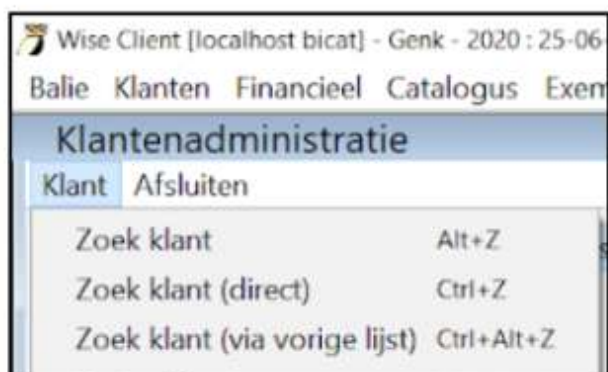 Wise Client [localhost bicat] - Genk - 2020 : 25-06-
Balie Klanten Financieel Catalogus Exem
Klantenadministratie
Klant Afsluiten
Zoek klant Alt+Z
Zoek klant (direct) Ctrl+Z
Zoek klant (via vorige lijst) Ctrl+Alt+Z